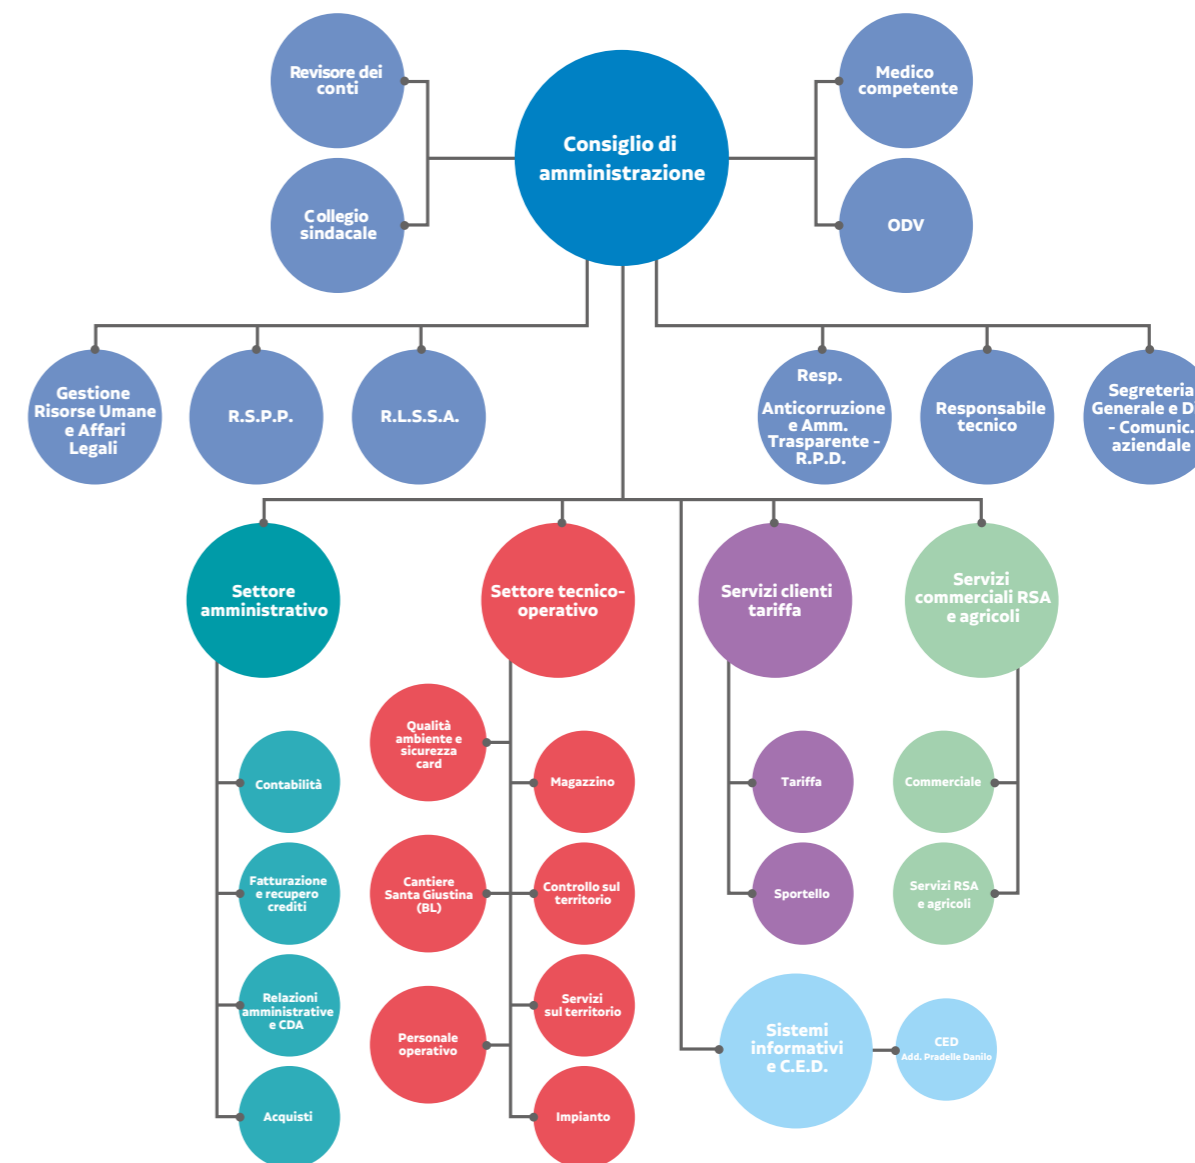 Revisore dei
conti
Consiglio di
amministrazione
Medico
competente
Collegio
sindacale
ODV
Gestione
Risorse Umane
e Affari
Legali
R.S.P.P.
R.L.S.S.A.
Resp.
Anticorruzione
e Amm.
Trasparente -
R.P.D.
Responsabile
tecnico
Segreteria
Generale e D
- Comunic.
aziendale
Settore
amministrativo
Settore tecnico-
operativo
Servizi clienti
tariffa
Servizi
commerciali RSA
e agricoli
Contabilità
Fatturazione
e recupero
crediti
Relazioni
amministrative
e CDA
Acquisti
Qualità
ambiente e
sicurezza
card
Cantiere
Santa Giustina
(BL)
Personale
operativo
Magazzino
Controllo sul
territorio
Servizi
sul territorio
Impianto
Tariffa
Sportello
Commerciale
Servizi RSA
e agricoli
Sistemi
informativi
e C.E.D.
CED
Add. Pradelle Danilo